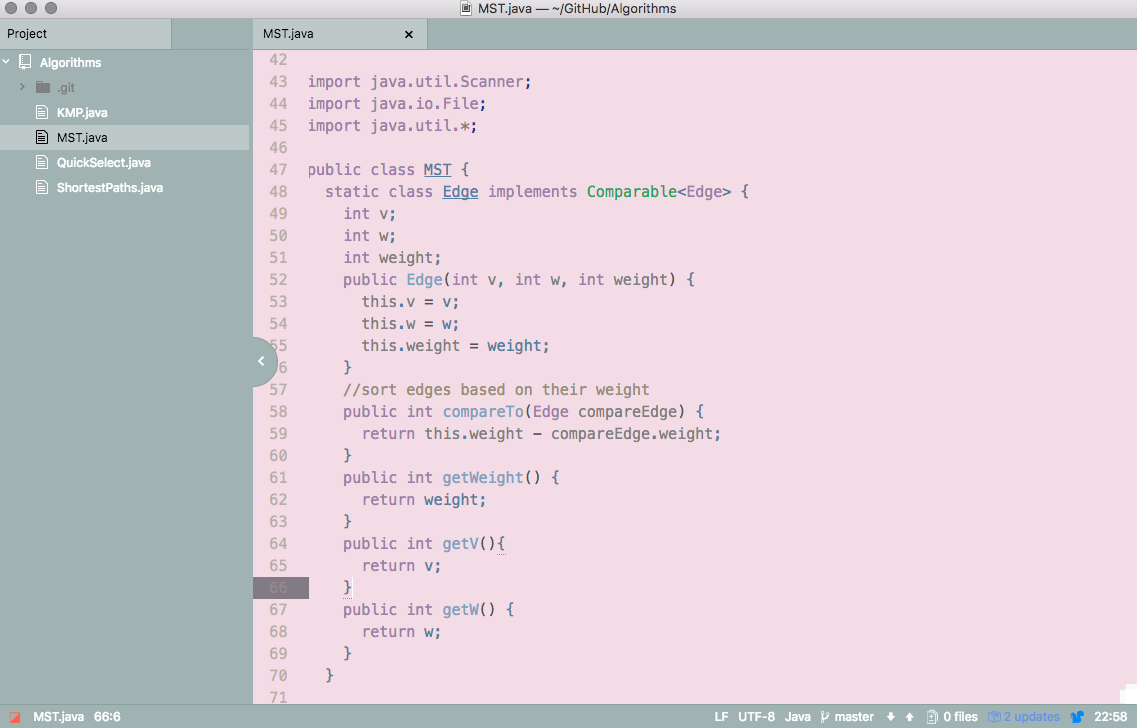 MST.java — ~/GitHub/Algorithms
Project
MST.java
Algorithms
.git
KMP.java
MST.java
QuickSelect.java
ShortestPaths.java
42
43 import java.util.Scanner;
44 import java.io.File;
45 import java.util.*;
46
47 public class MST {
48 static class Edge implements Comparable<Edge> {
49 int v;
50 int w;
51 int weight;
52 public Edge(int v, int w, int weight) {
53 this.v = v;
54 this.w = w;
55 this.weight = weight;
6 }
57 //sort edges based on their weight
58 public int compareTo(Edge compareEdge) {
59 return this.weight - compareEdge.weight;
60 }
61 public int getWeight() {
62 return weight;
63 }
64 public int getV(){
65 return v;
66 }
67 public int getW() {
68 return w;
69 }
70 }
71
MST.java 66:6
LF UTF-8 Java master 0 files 2 updates 22:58